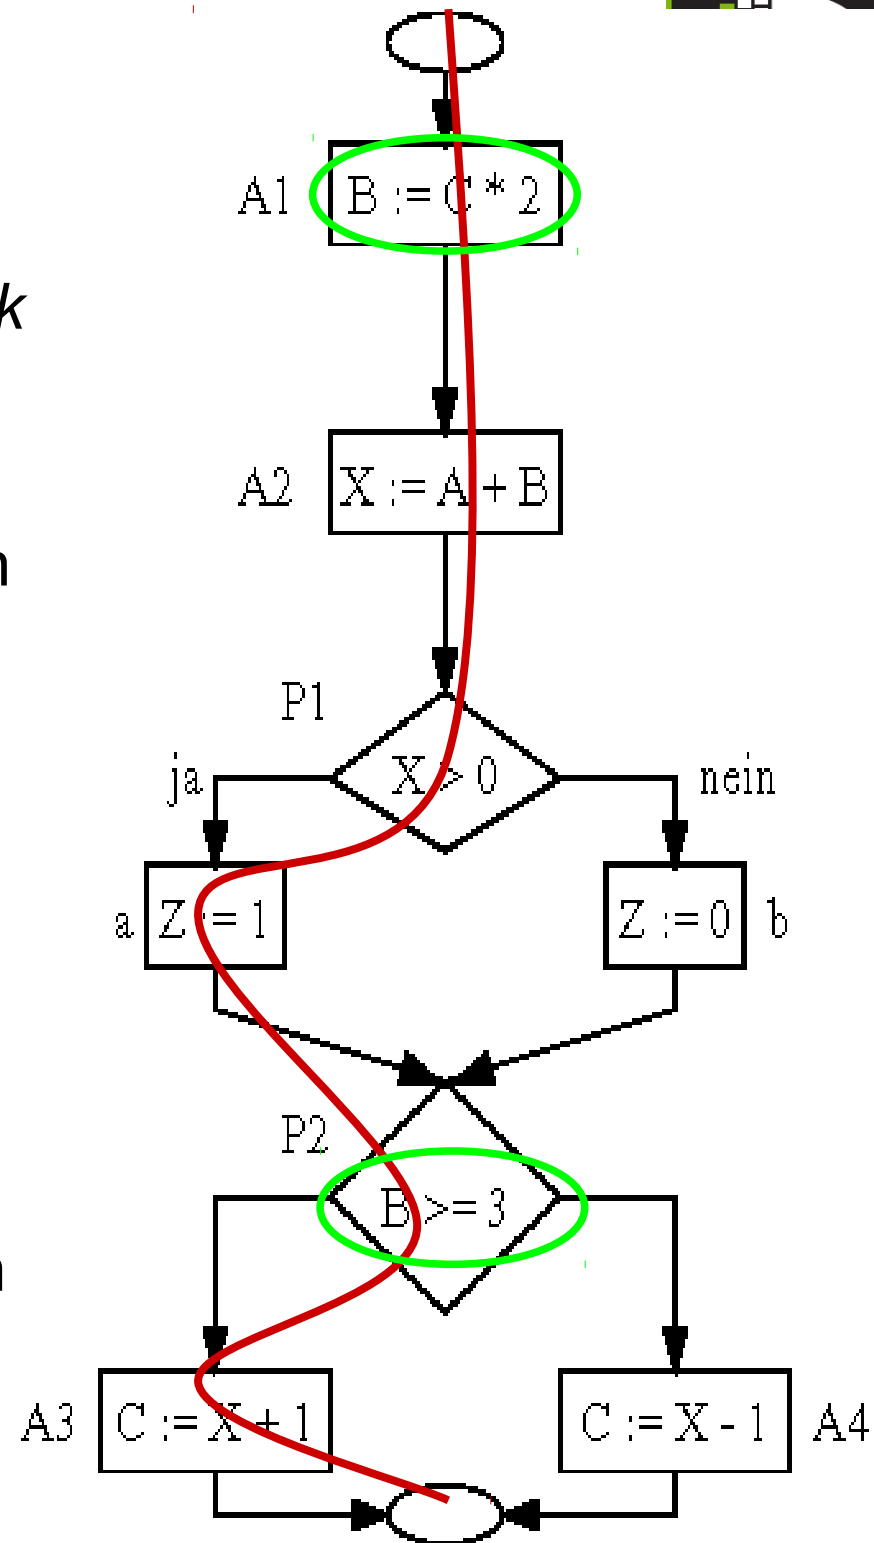 A1 B := C * 2
k
A2 X := A + B
n
P1
ja X > 0 nein
a Z := 1 Z := 0 b
P2
B >= 3
n
A3 C := X + 1 C := X - 1 A4